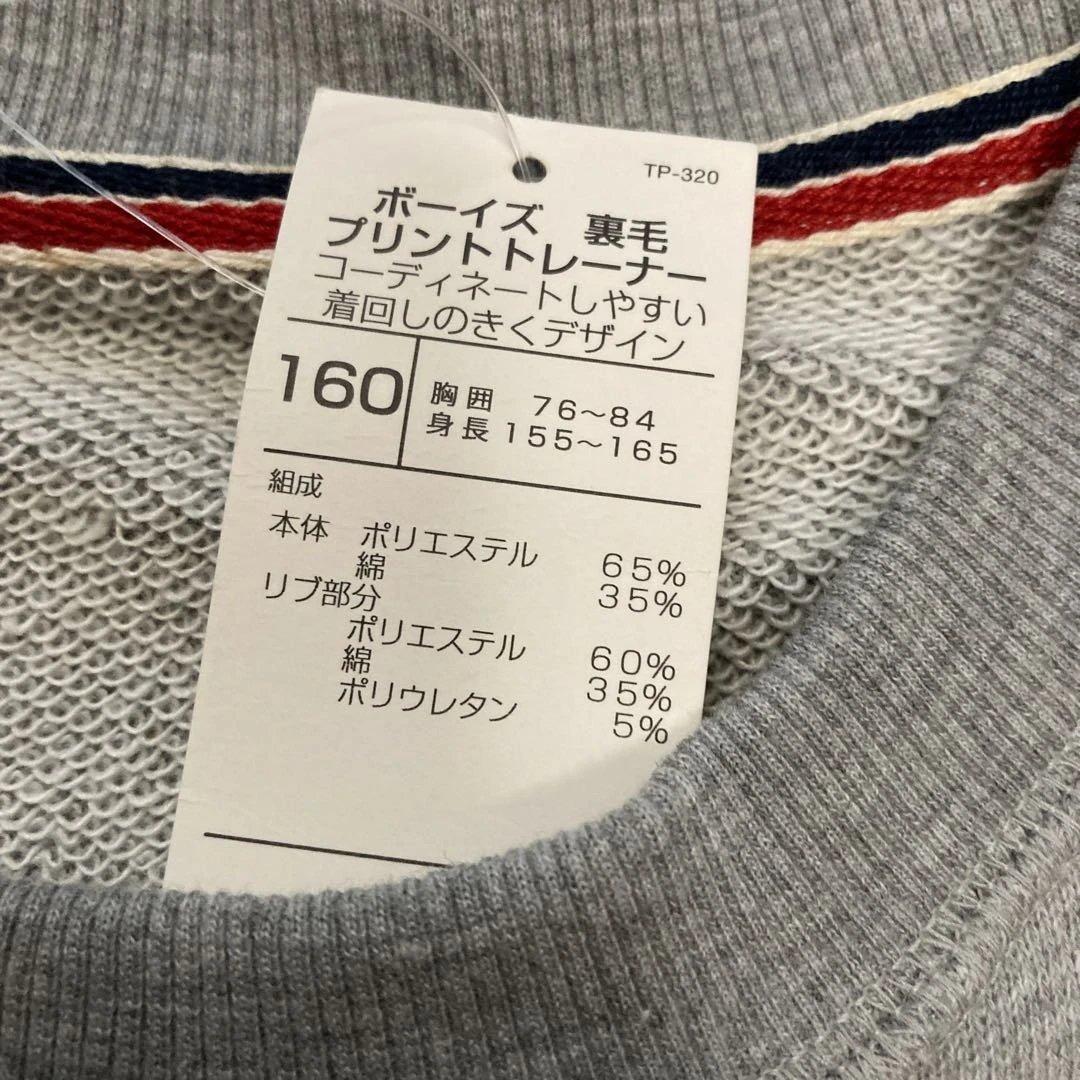 TP-320
ボーイズ 裏毛
プリントトレーナー
コーディネートしやすい
着回しのきくデザイン
160
胸囲 76～84
身長 155～165
組成
本体 ポリエステル 65%
綿 35%
リブ部分
ポリエステル 60%
綿 35%
ポリウレタン 5%